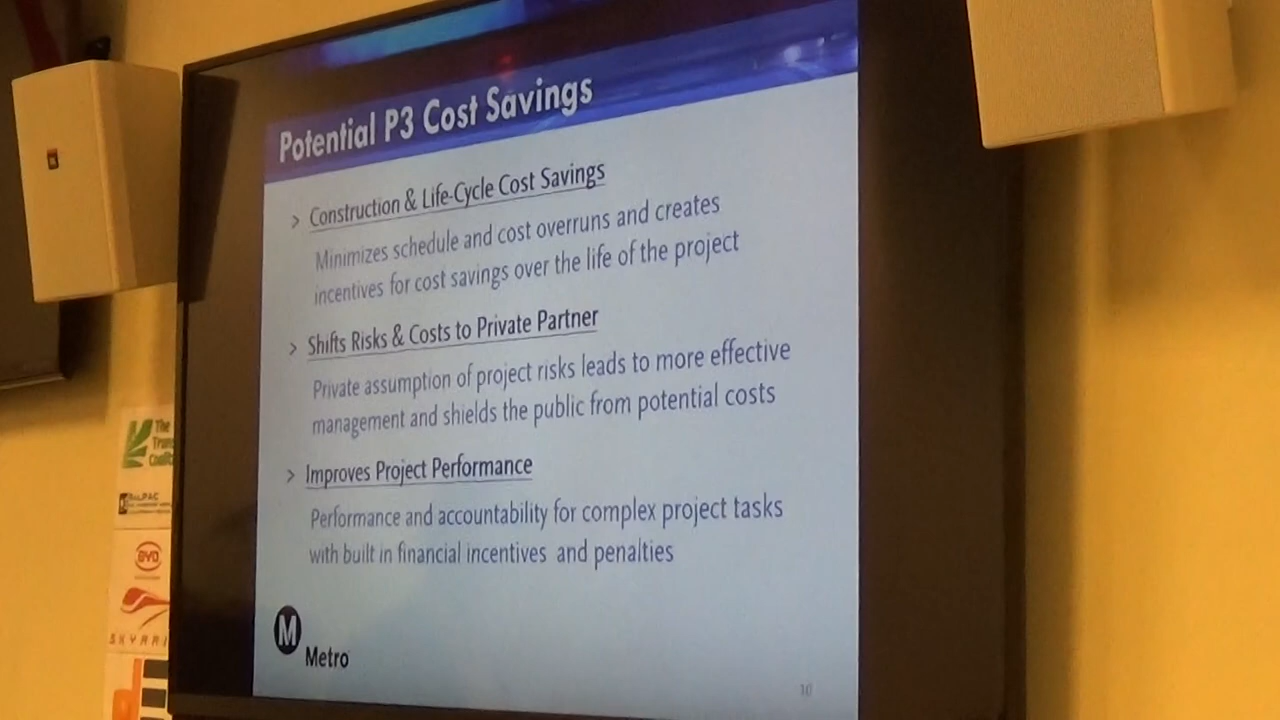 Potential P3 Cost Savings
> Construction & Life-Cycle Cost Savings
Minimizes schedule and cost overruns and creates
incentives for cost savings over the life of the project
> Shifts Risks & Costs to Private Partner
Private assumption of project risks leads to more effective
management and shields the public from potential costs
> Improves Project Performance
Performance and accountability for complex project tasks
with built in financial incentives and penalties
M
Metro
10
The
RAILPAC
BYD